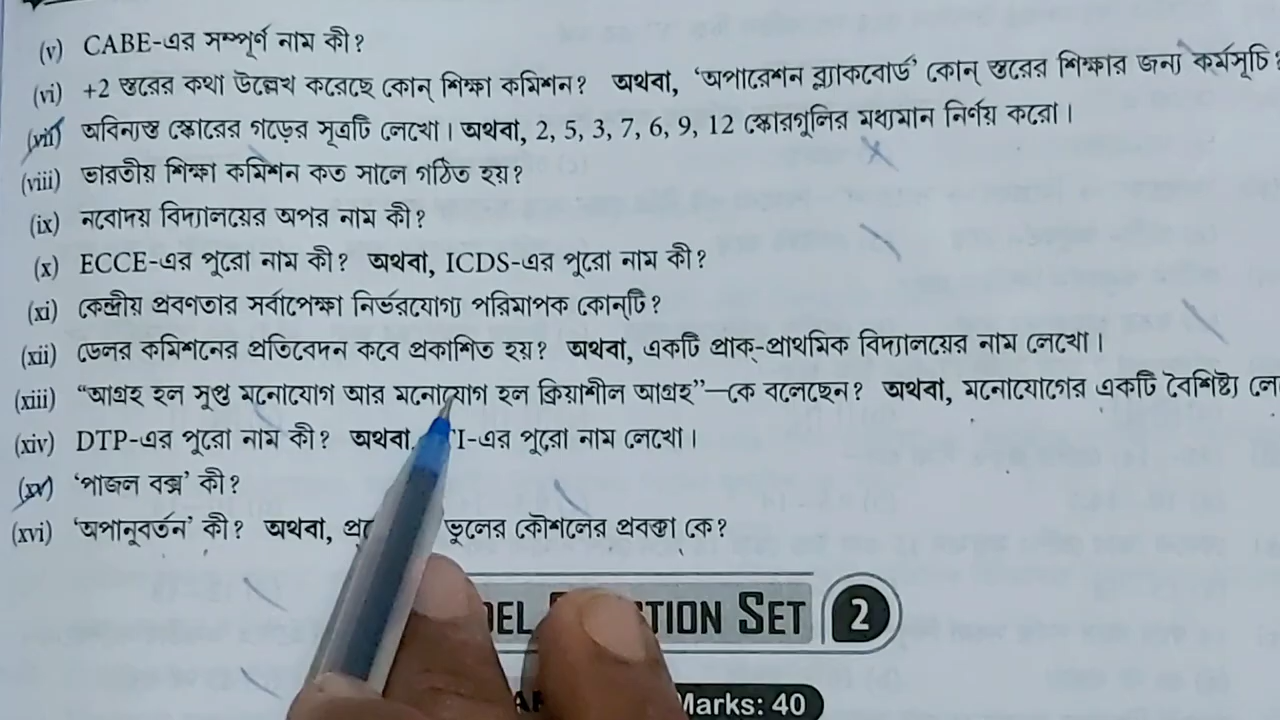 (v) CABE-এর সম্পূর্ণ নাম কী?
(vi) +2 স্তরের কথা উল্লেখ করেছে কোন্ শিক্ষা কমিশন? অথবা, ‘অপারেশন ব্ল্যাকবোর্ড’ কোন্ স্তরের শিক্ষার জন্য কর্মসূচি?
(vii) অবিন্যস্ত স্কোরের গড়ের সূত্রটি লেখো। অথবা, 2, 5, 3, 7, 6, 9, 12 স্কোরগুলির মধ্যমান নির্ণয় করো।
(viii) ভারতীয় শিক্ষা কমিশন কত সালে গঠিত হয়?
(ix) নবোদয় বিদ্যালয়ের অপর নাম কী?
(x) ECCE-এর পুরো নাম কী? অথবা, ICDS-এর পুরো নাম কী?
(xi) কেন্দ্রীয় প্রবণতার সর্বাপেক্ষা নির্ভরযোগ্য পরিমাপক কোন্‌টি?
(xii) ডেলর কমিশনের প্রতিবেদন কবে প্রকাশিত হয়? অথবা, একটি প্রাক্-প্রাথমিক বিদ্যালয়ের নাম লেখো।
(xiii) “আগ্রহ হল সুপ্ত মনোযোগ আর মনোযোগ হল ক্রিয়াশীল আগ্রহ”—কে বলেছেন? অথবা, মনোযোগের একটি বৈশিষ্ট্য
(xiv) DTP-এর পুরো নাম কী? অথবা, -এর পুরো নাম লেখো।
(xv) ‘পাজল বক্স’ কী?
(xvi) ‘অপানুবর্তন’ কী? অথবা, ভুলের কৌশলের প্রবক্তা কে?
SET 2
Marks: 40